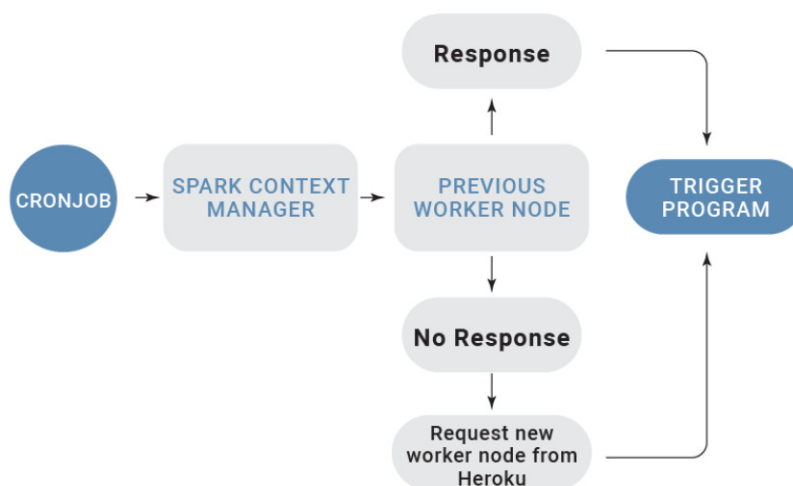 Response
CRONJOB
SPARK CONTEXT
MANAGER
PREVIOUS
WORKER NODE
TRIGGER
PROGRAM
No Response
Request new
worker node from
Heroku